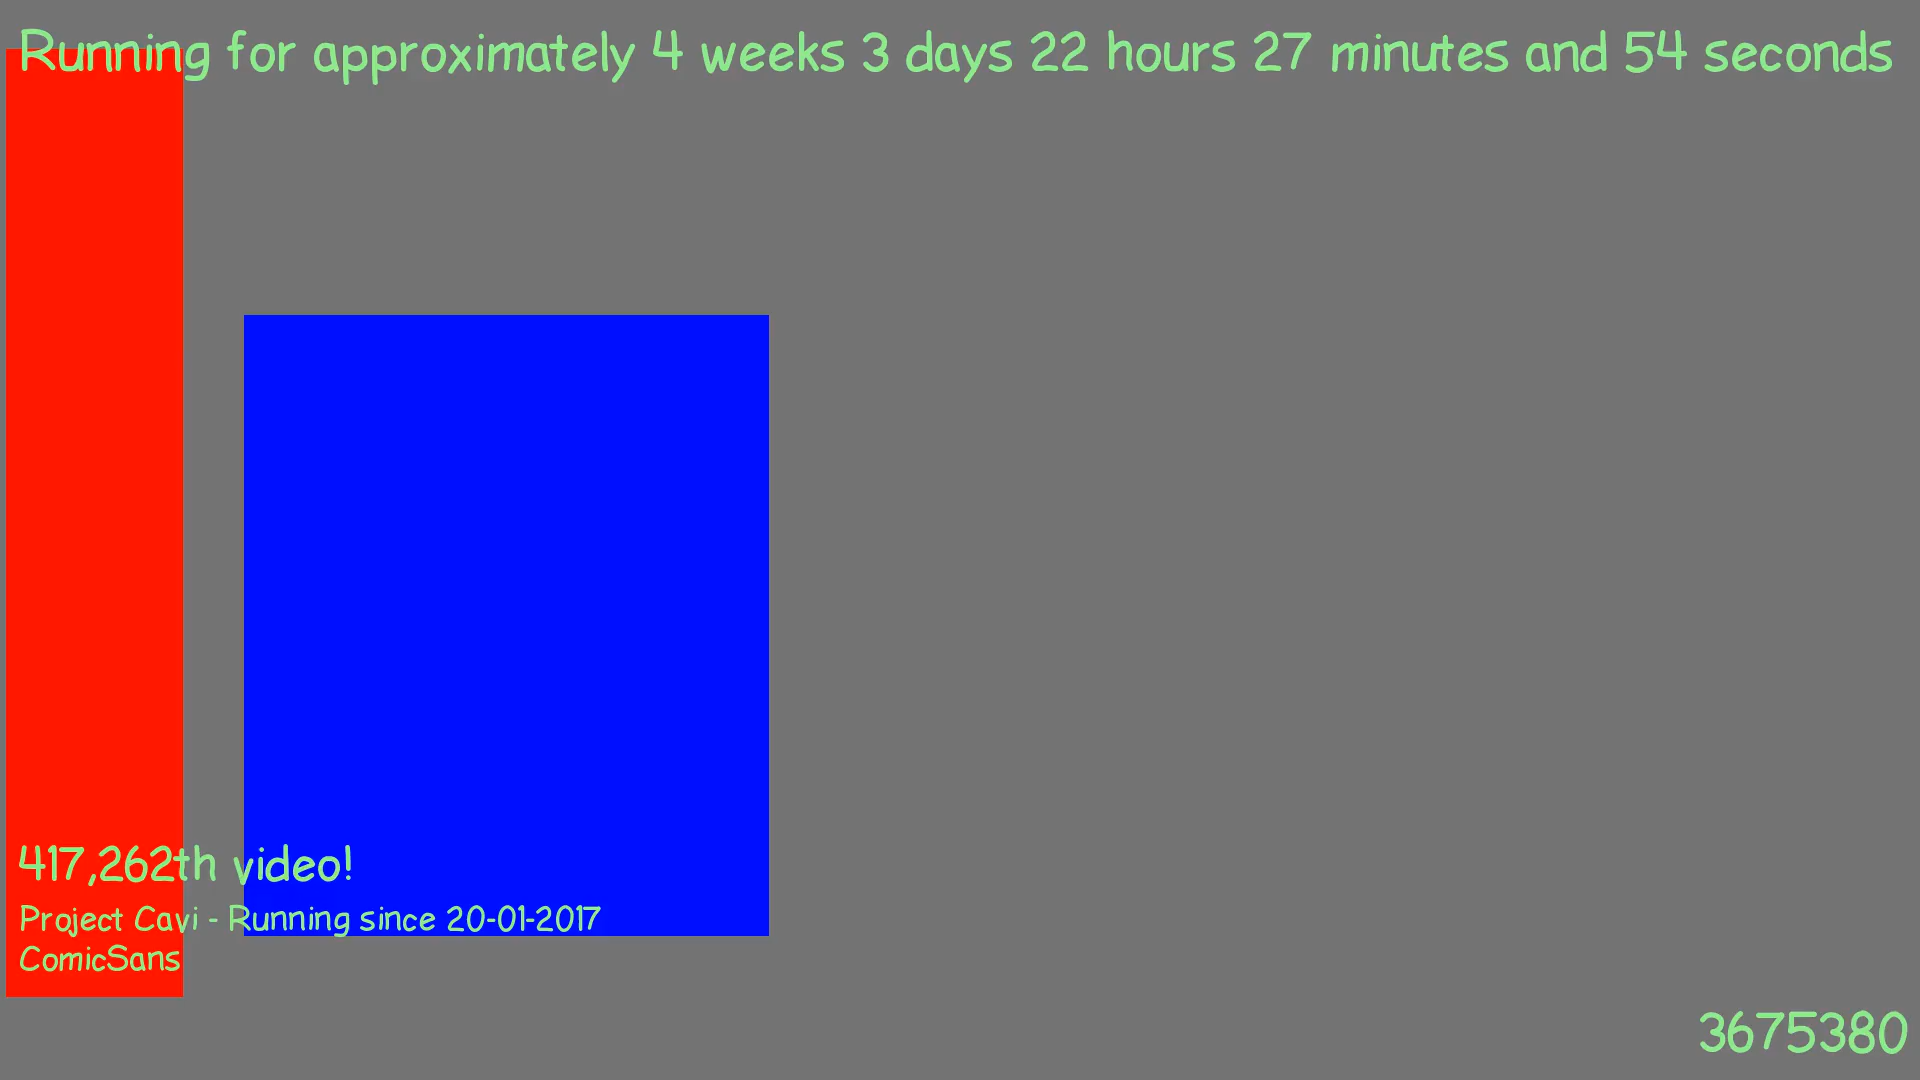 Running for approximately 4 weeks 3 days 22 hours 27 minutes and 54 seconds
417,262th video!
Project Cavi - Running since 20-01-2017
ComicSans
3675380